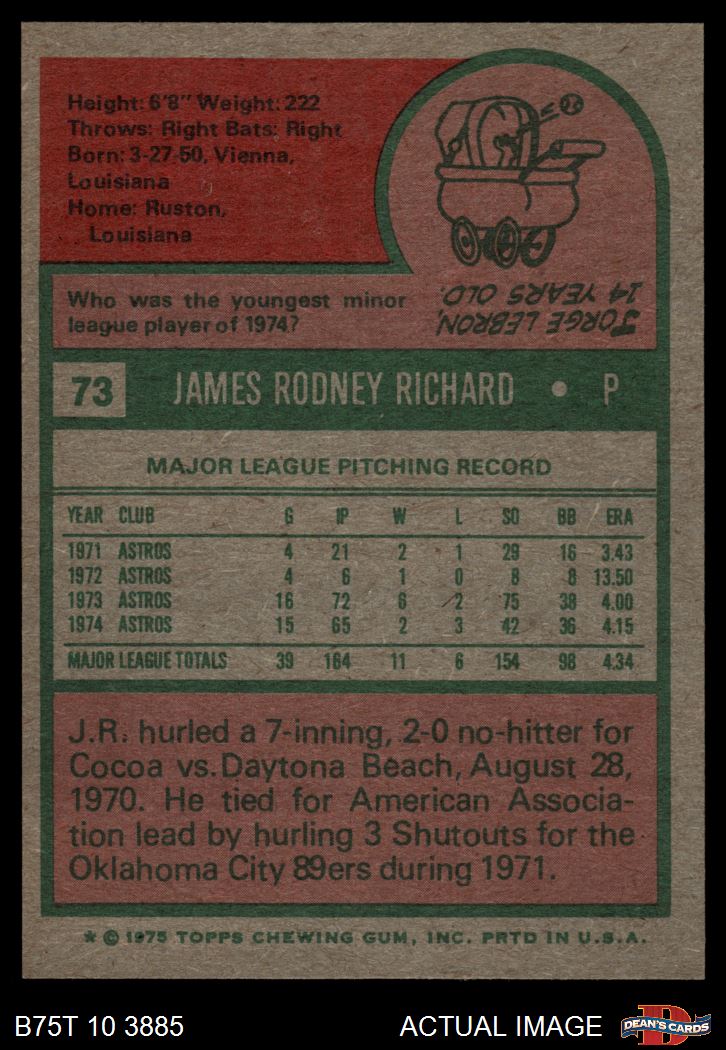 Height: 6'8" Weight: 222
Throws: Right Bats: Right
Born: 3-27-50, Vienna,
Louisiana
Home: Ruston,
Louisiana
Who was the youngest minor
league player of 1974?
JORGE LEBRON,
14 YEARS OLD.
73 JAMES RODNEY RICHARD • P
MAJOR LEAGUE PITCHING RECORD
YEAR CLUB G IP W L SO BB ERA
1971 ASTROS 4 21 2 1 29 16 3.43
1972 ASTROS 4 6 1 0 8 8 13.50
1973 ASTROS 16 72 6 2 75 38 4.00
1974 ASTROS 15 65 2 3 42 36 4.15
MAJOR LEAGUE TOTALS 39 164 11 6 154 98 4.34
J.R. hurled a 7-inning, 2-0 no-hitter for
Cocoa vs. Daytona Beach, August 28,
1970. He tied for American Associa-
tion lead by hurling 3 Shutouts for the
Oklahoma City 89ers during 1971.
* © 1975 TOPPS CHEWING GUM, INC. PRTD IN U.S.A.
B75T 10 3885 ACTUAL IMAGE
D
DEAN'S CARDS